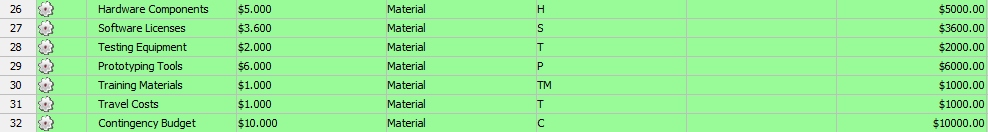 26 Hardware Components $5.000 Material H $5000.00
27 Software Licenses $3.600 Material S $3600.00
28 Testing Equipment $2.000 Material T $2000.00
29 Prototyping Tools $6.000 Material P $6000.00
30 Training Materials $1.000 Material TM $1000.00
31 Travel Costs $1.000 Material T $1000.00
32 Contingency Budget $10.000 Material C $10000.00